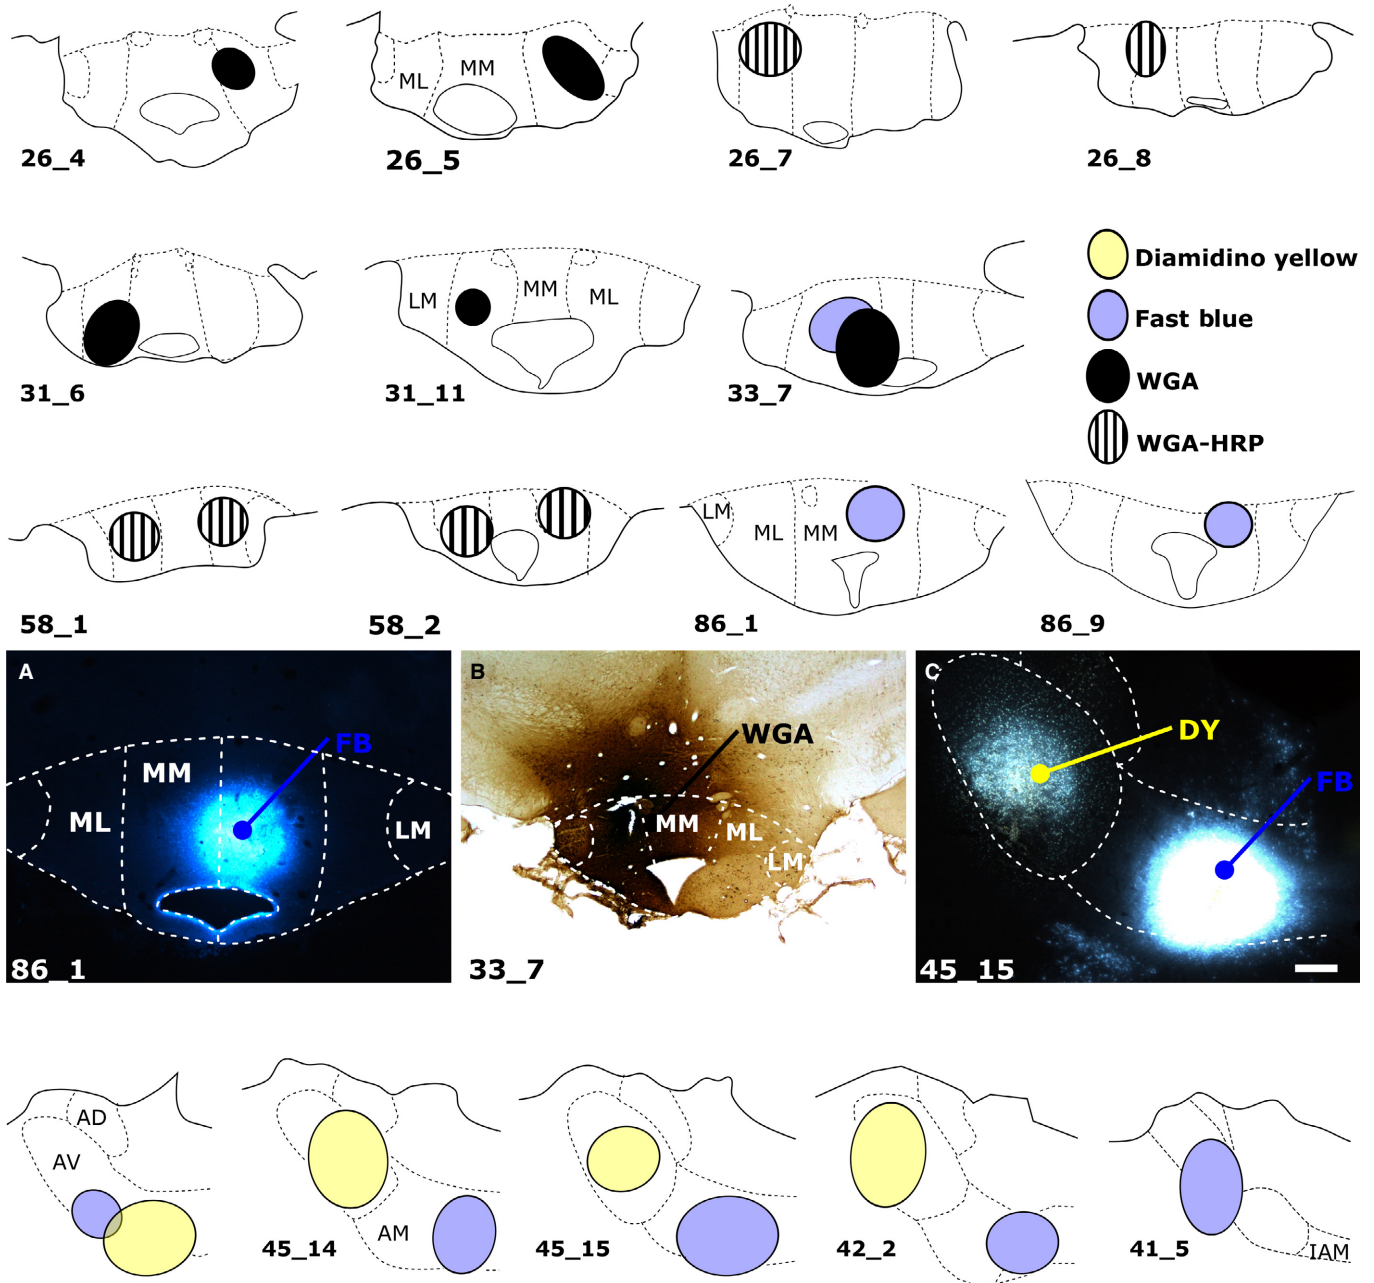 ML
MM
26_4
26_5
26_7
26_8
LM
MM
ML
31_6
31_11
33_7
Diamidino yellow
Fast blue
WGA
WGA-HRP
LM
ML
MM
58_1
58_2
86_1
86_9
A
FB
MM
ML
LM
86_1
B
WGA
MM
ML
LM
33_7
C
DY
FB
45_15
AD
AV
AM
45_14
45_15
42_2
41_5
IAM